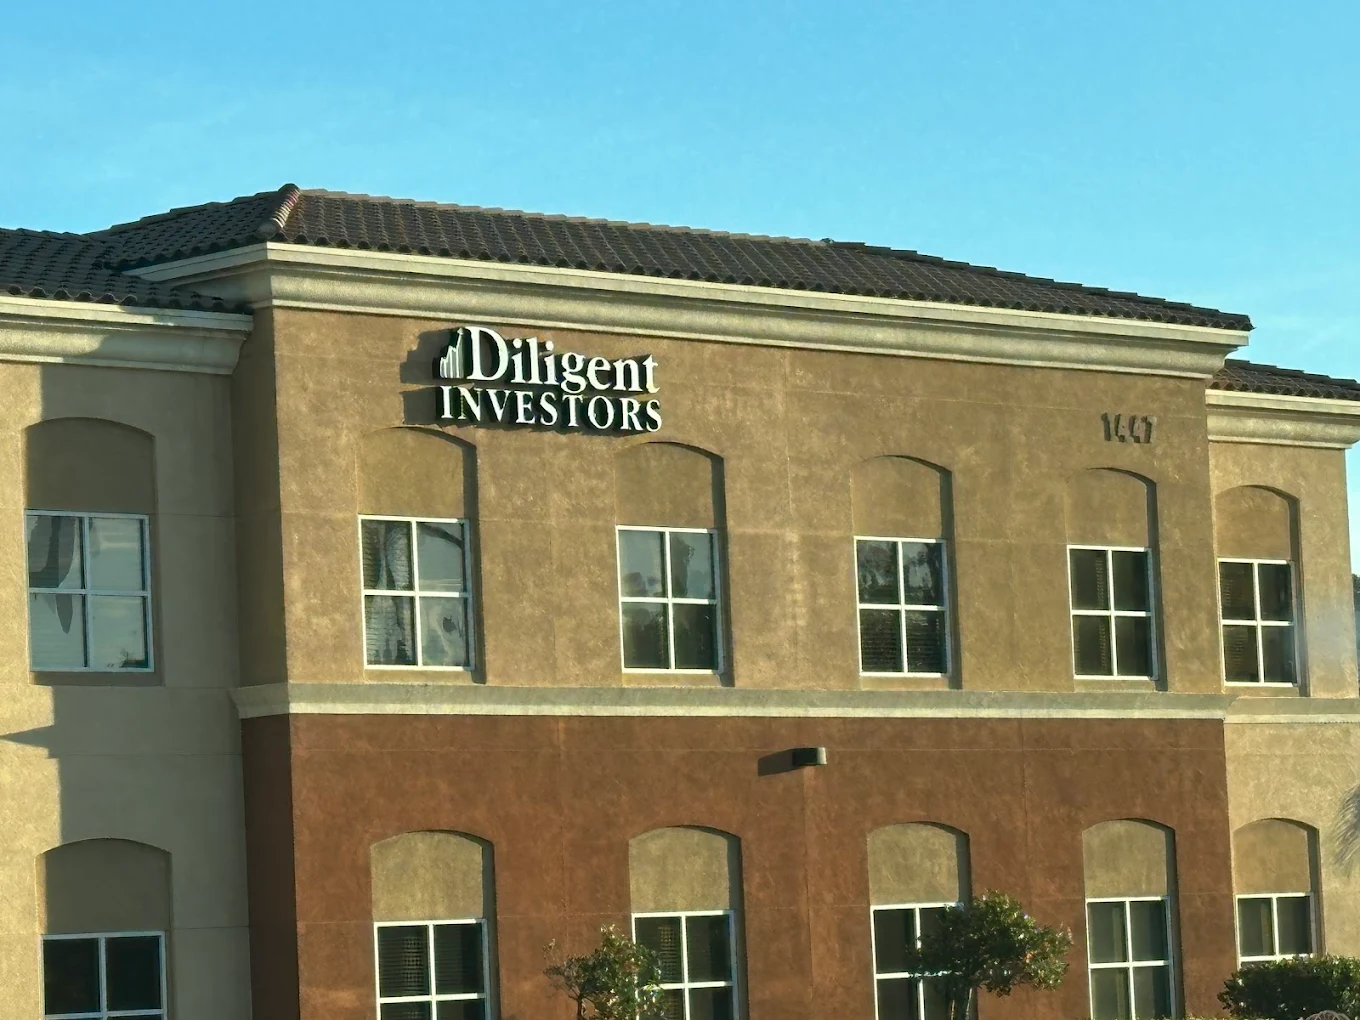 Diligent
INVESTORS
1447